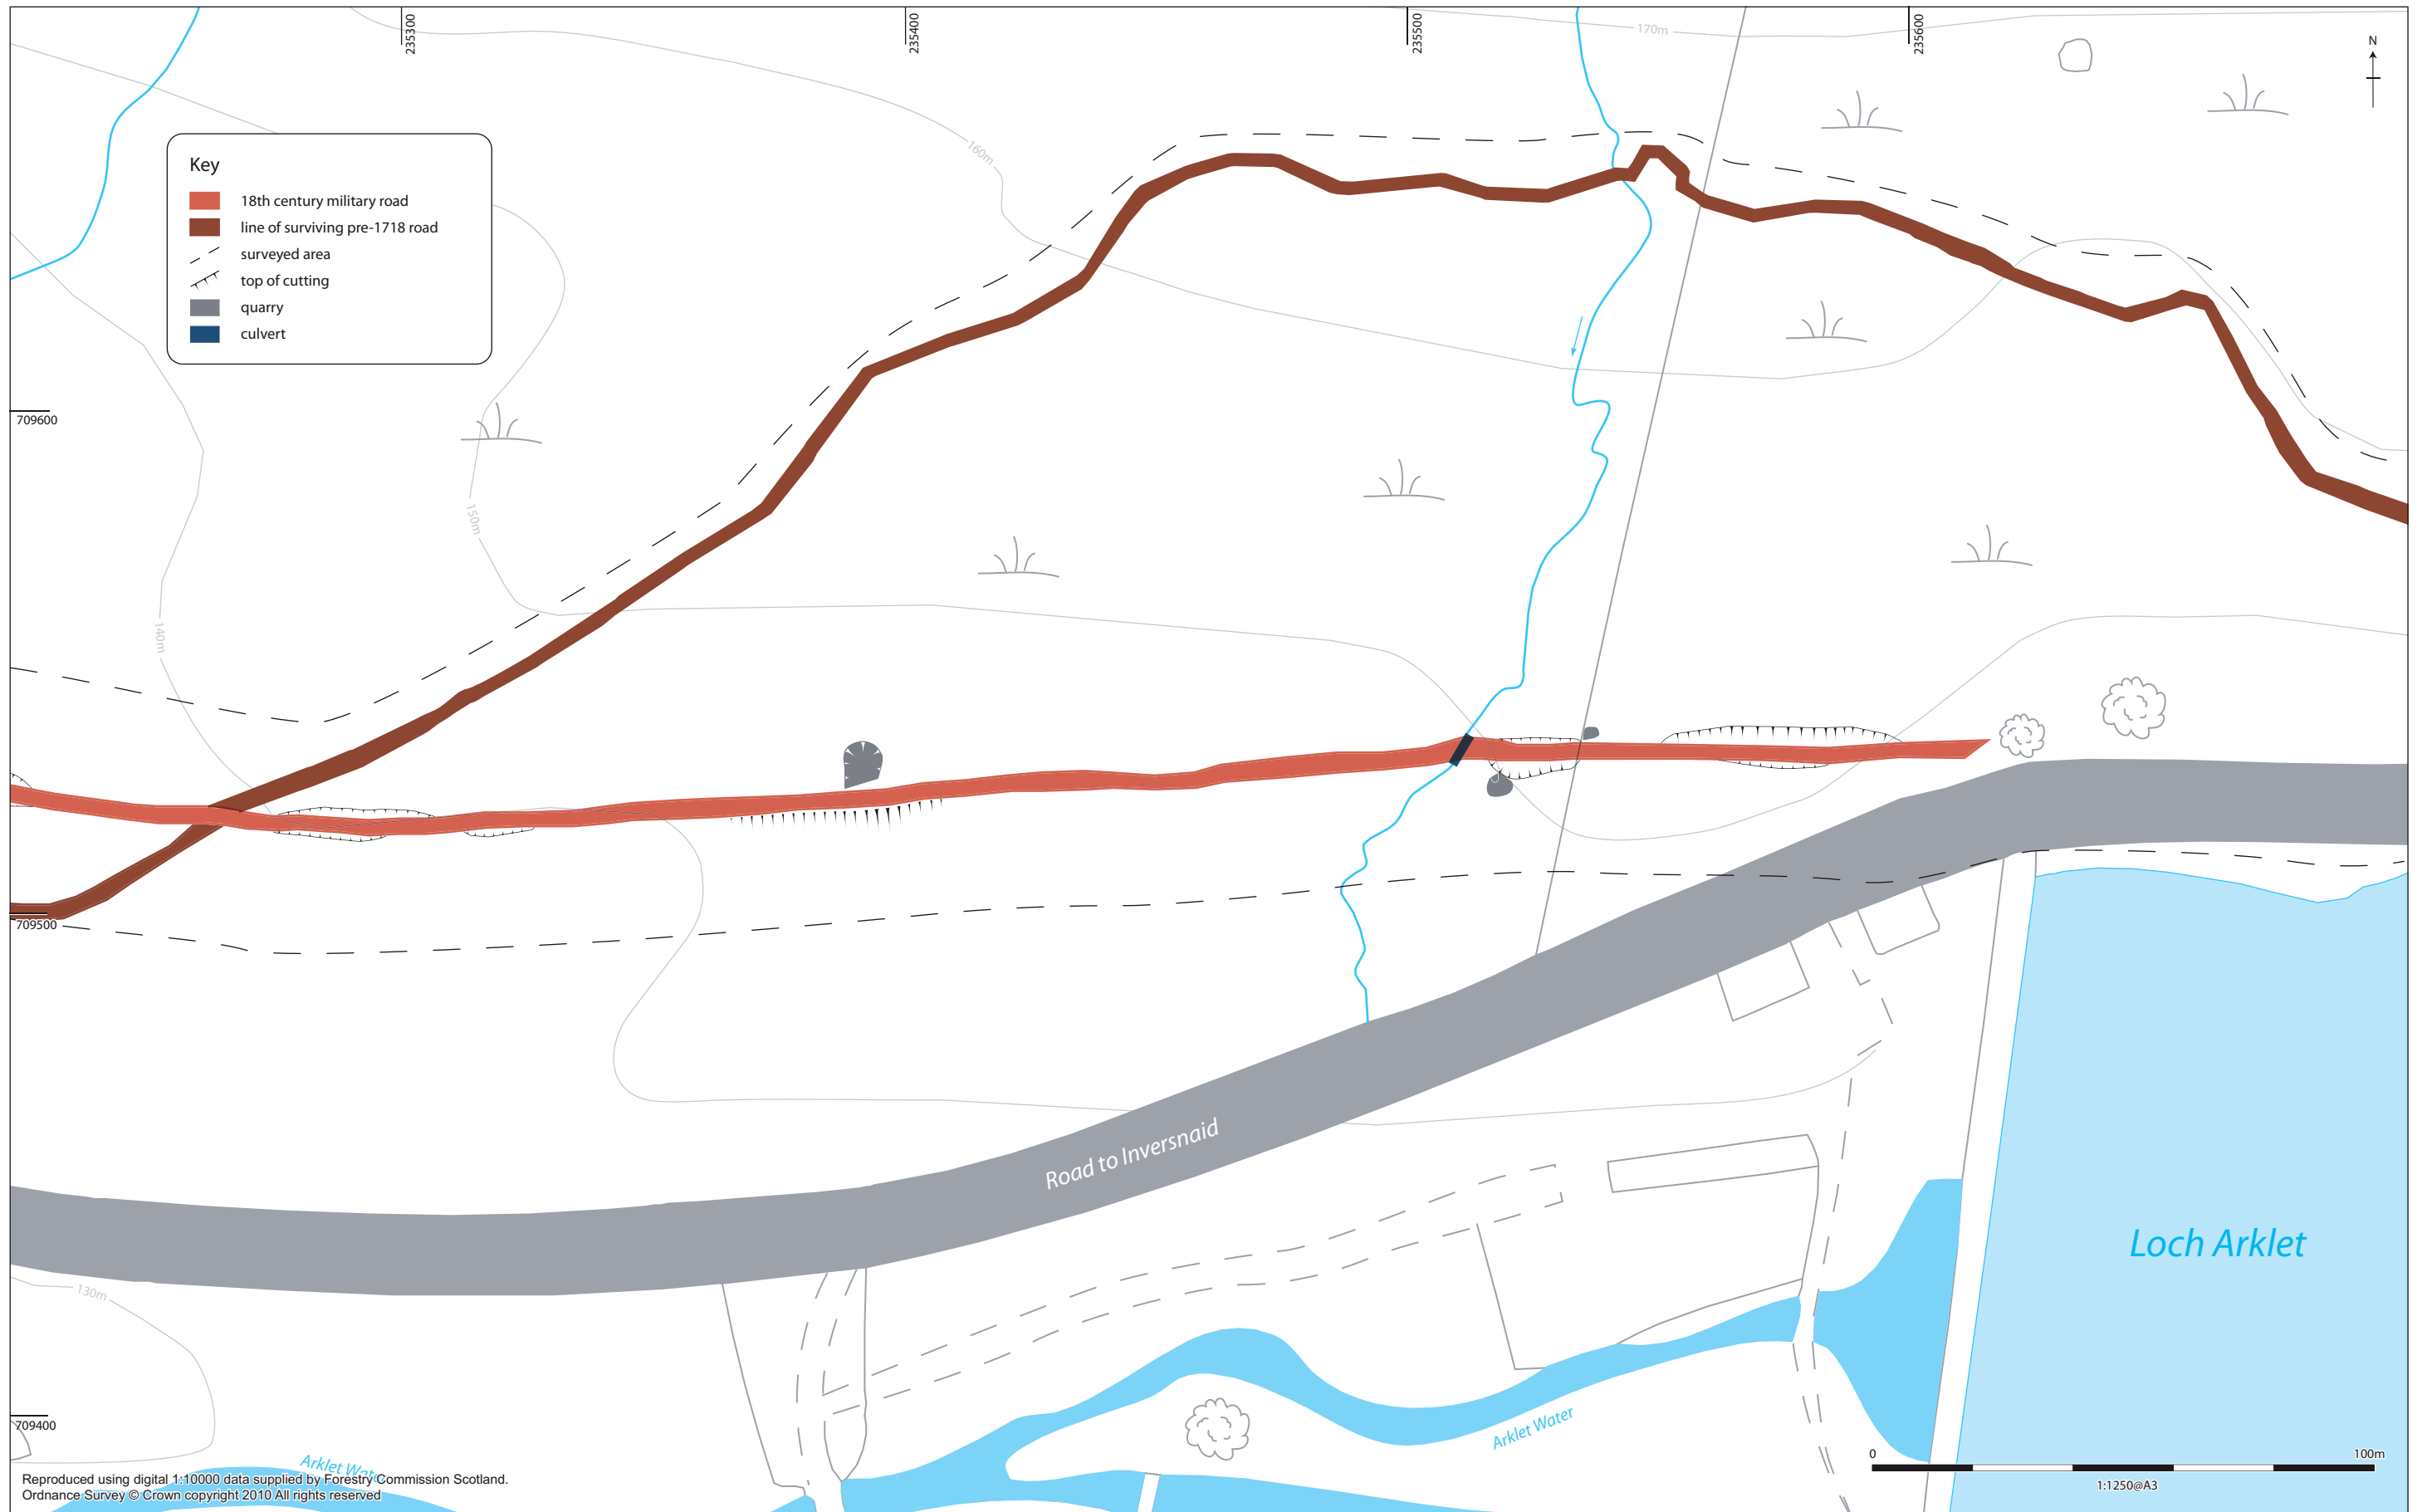 235300
235400
235500
235600
170m
N
160m
Key
18th century military road
line of surviving pre-1718 road
surveyed area
top of cutting
quarry
culvert
709600
150m
140m
709500
Road to Inversnaid
Loch Arklet
130m
709400
Arklet Water
Arklet Water
0
100m
1:1250@A3
Reproduced using digital 1:10000 data supplied by Forestry Commission Scotland.
Ordnance Survey © Crown copyright 2010 All rights reserved